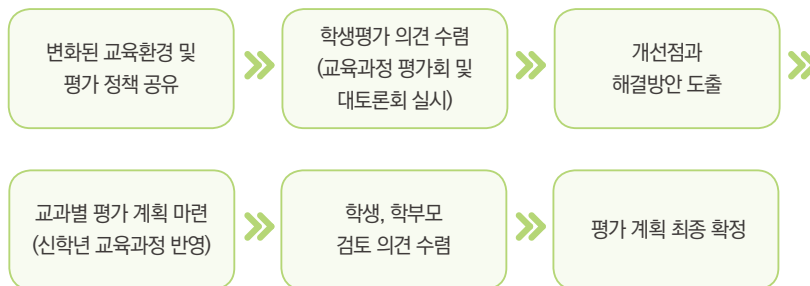 변화된 교육환경 및
평가 정책 공유
학생평가 의견 수렴
(교육과정 평가회 및
대토론회 실시)
개선점과
해결방안 도출
교과별 평가 계획 마련
(신학년 교육과정 반영)
학생, 학부모
검토 의견 수렴
평가 계획 최종 확정